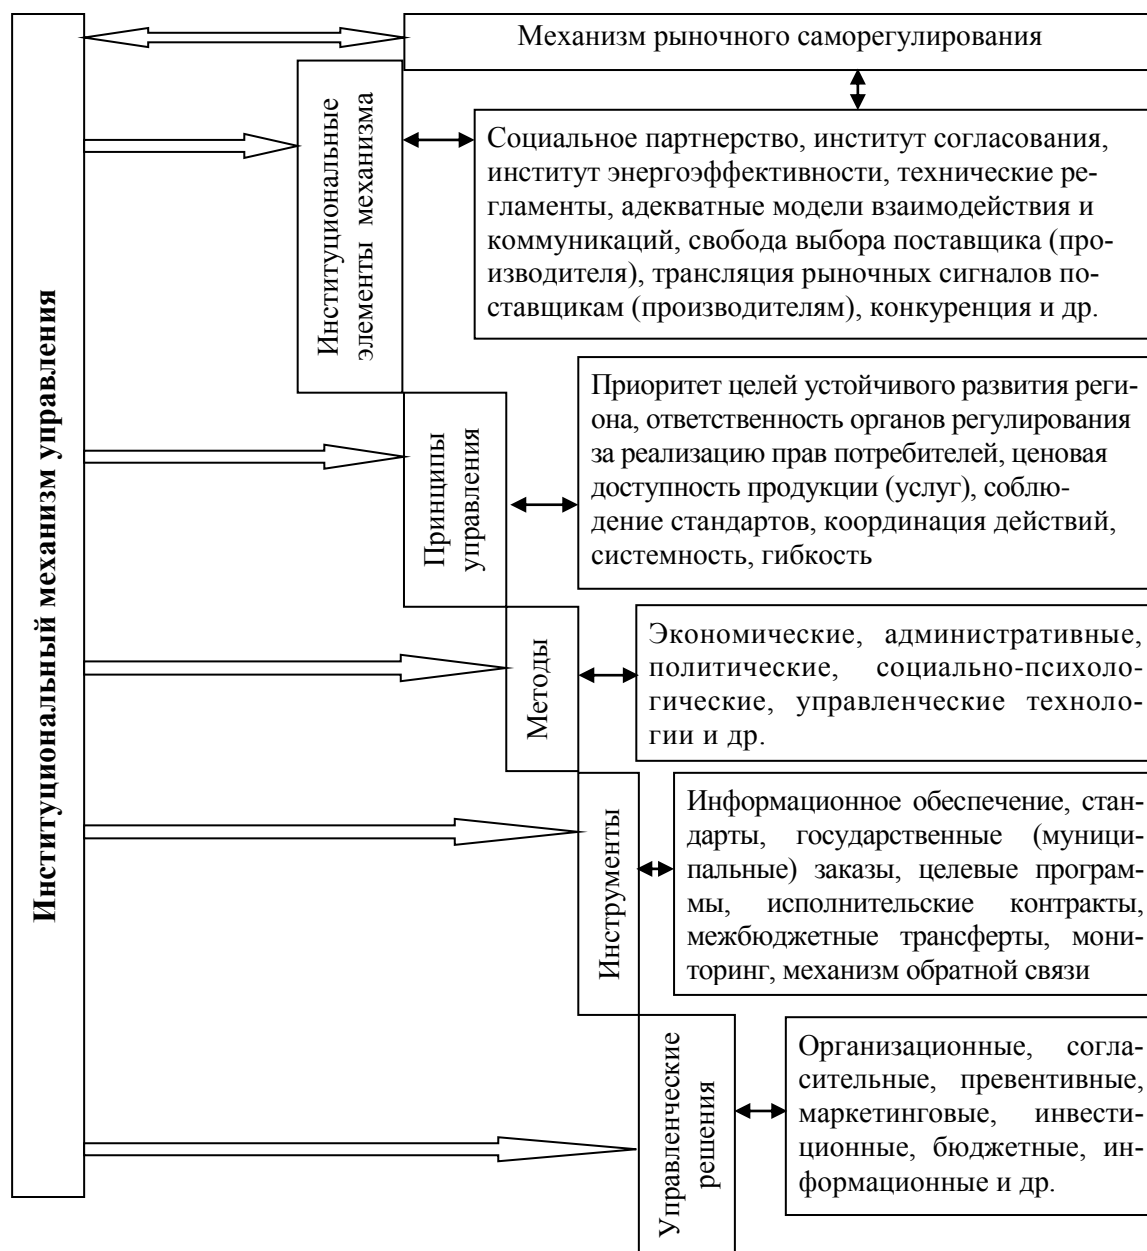 Институциональный механизм управления
Механизм рыночного саморегулирования
Институциональные
элементы механизма
Социальное партнерство, институт согласования,
институт энергоэффективности, технические ре-
гламенты, адекватные модели взаимодействия и
коммуникаций, свобода выбора поставщика (про-
изводителя), трансляция рыночных сигналов по-
ставщикам (производителям), конкуренция и др.
Принципы
управления
Приоритет целей устойчивого развития реги-
она, ответственность органов регулирования
за реализацию прав потребителей, ценовая
доступность продукции (услуг), соблю-
дение стандартов, координация действий,
системность, гибкость
Методы
Экономические, административные,
политические, социально-психоло-
гические, управленческие техноло-
гии и др.
Инструменты
Информационное обеспечение, стан-
дарты, государственные (муници-
пальные) заказы, целевые програм-
мы, исполнительские контракты,
межбюджетные трансферты, мони-
торинг, механизм обратной связи
Управленческие
решения
Организационные, согла-
сительные, превентивные,
маркетинговые, инвести-
ционные, бюджетные, ин-
формационные и др.